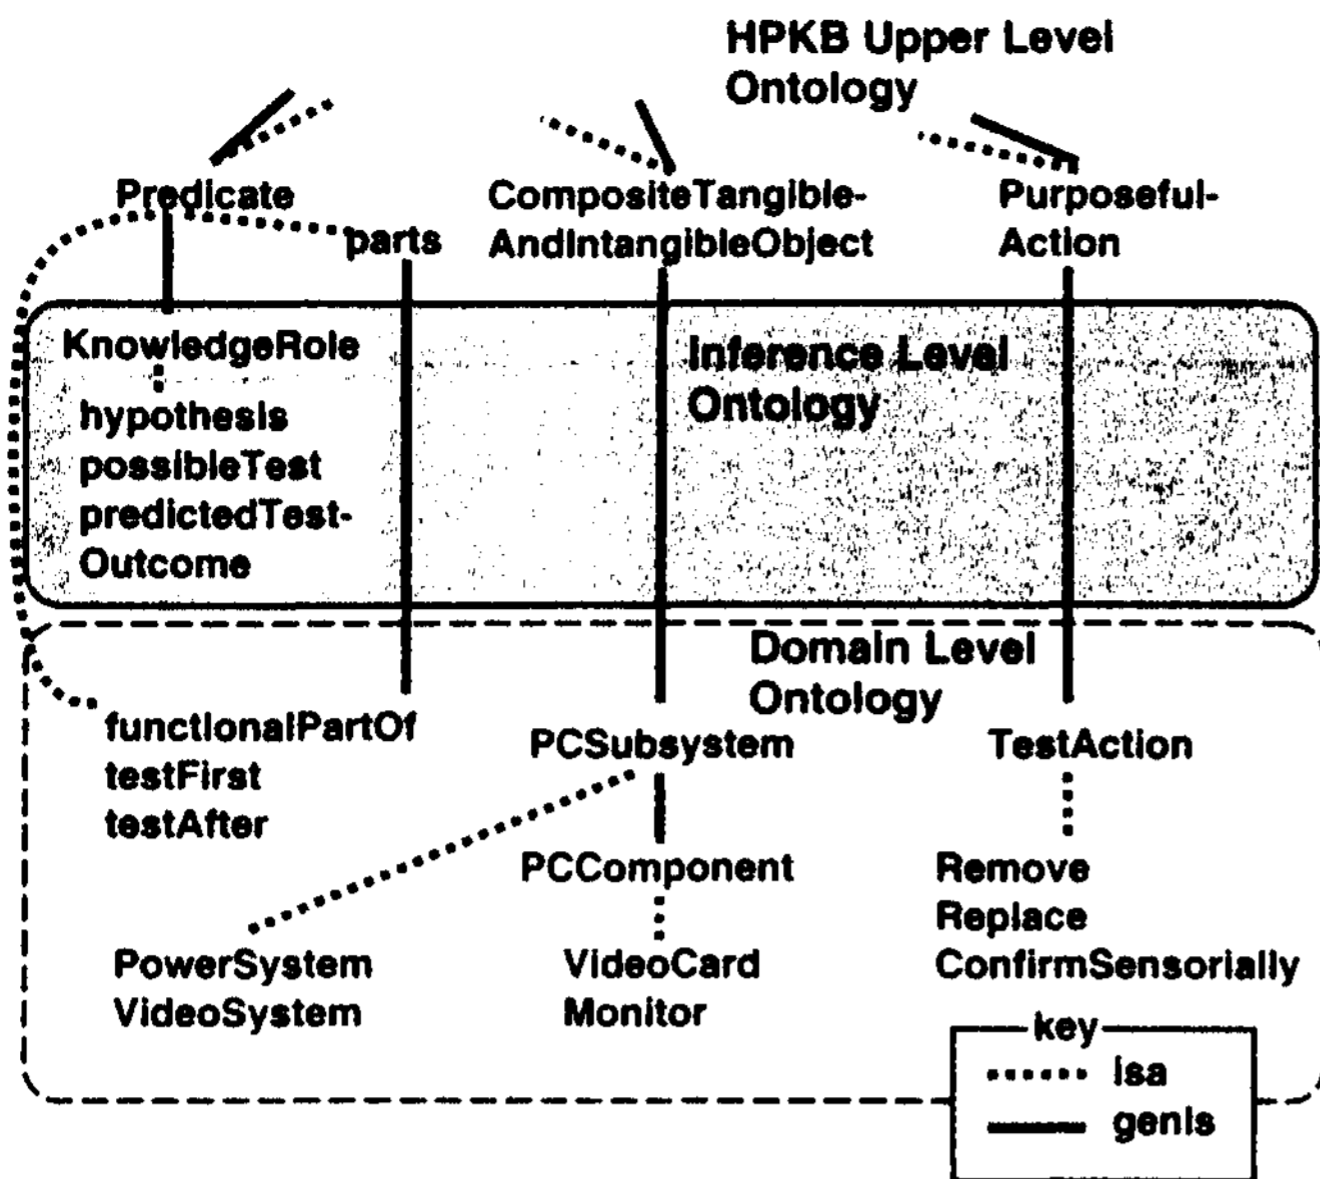 HPKB Upper Level
Ontology
Predicate
parts
CompositeTangible-
AndIntangibleObject
Purposeful-
Action
KnowledgeRole
hypothesis
possibleTest
predictedTest-
Outcome
Inference Level
Ontology
Domain Level
Ontology
functionalPartOf
testFirst
testAfter
PCSubsystem
TestAction
PCComponent
Remove
Replace
ConfirmSensorially
PowerSystem
VideoSystem
VideoCard
Monitor
key
isa
genls